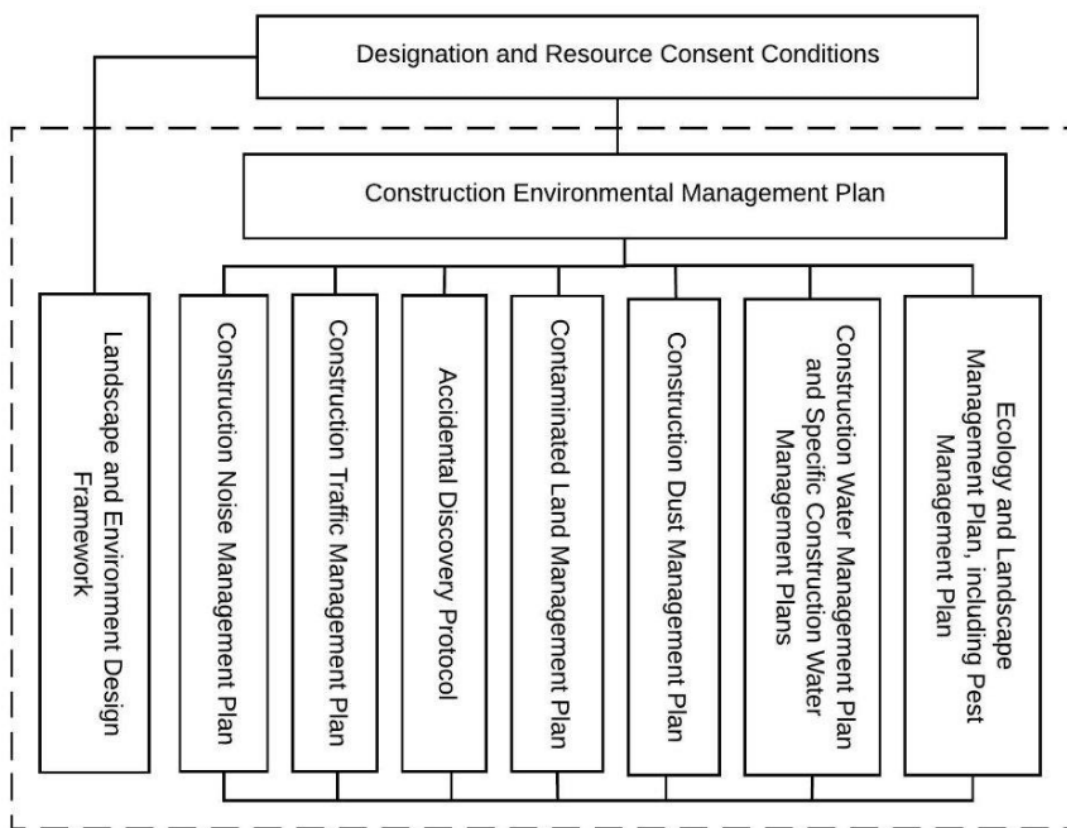 Designation and Resource Consent Conditions
Construction Environmental Management Plan
Landscape and Environment Design
Framework
Construction Noise Management Plan
Construction Traffic Management Plan
Accidental Discovery Protocol
Contaminated Land Management Plan
Construction Dust Management Plan
Construction Water Management Plan
and Specific Construction Water
Management Plans
Ecology and Landscape
Management Plan, including Pest
Management Plan